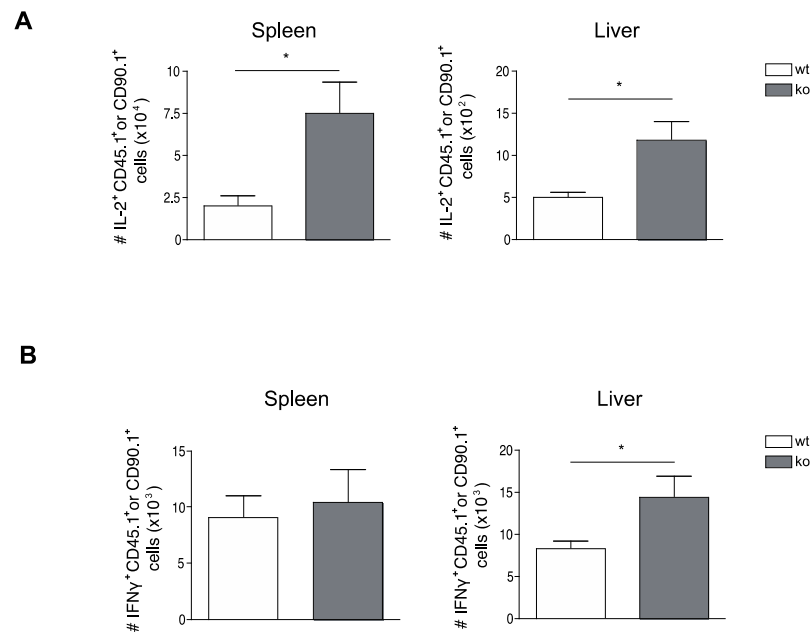 A
Spleen
# IL-2⁺ CD45.1⁺or CD90.1⁺
cells (x10⁴)
10
7.5
5
2.5
0
*
Liver
# IL-2⁺ CD45.1⁺or CD90.1⁺
cells (x10²)
20
15
10
5
0
*
wt
ko
B
Spleen
# IFNγ⁺CD45.1⁺or CD90.1⁺
cells (x10³)
15
10
5
0
Liver
# IFNγ⁺CD45.1⁺or CD90.1⁺
cells (x10³)
20
15
10
5
0
*
wt
ko